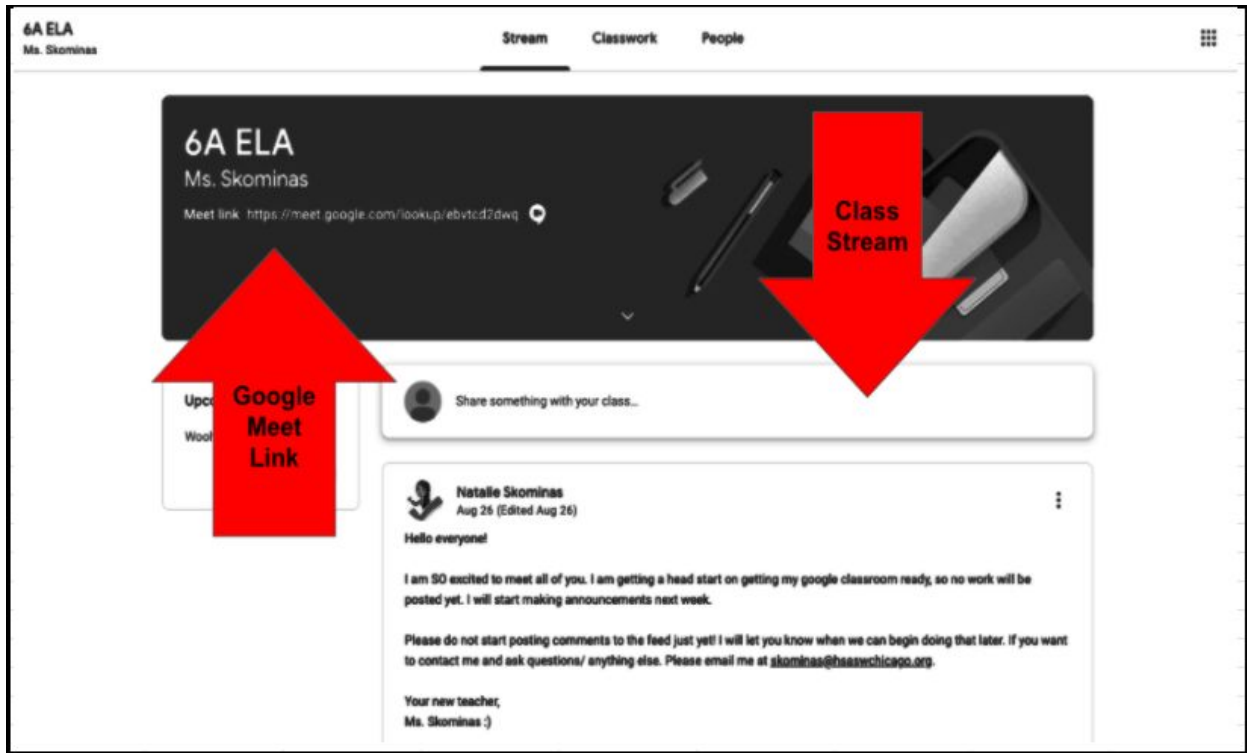 6A ELA
Ms. Skominas
Stream Classwork People
6A ELA
Ms. Skominas
Meet link https://meet.google.com/lookup/ebvtcd2dwq
Class
Stream
Google
Meet
Link
Upco
Share something with your class...
Natalie Skominas
Aug 26 (Edited Aug 26)
Hello everyone!
I am SO excited to meet all of you. I am getting a head start on getting my google classroom ready, so no work will be
posted yet. I will start making announcements next week.
Please do not start posting comments to the feed just yet! I will let you know when we can begin doing that later. If you want
to contact me and ask questions/ anything else. Please email me at skominas@hsaswchicago.org.
Your new teacher,
Ms. Skominas :)